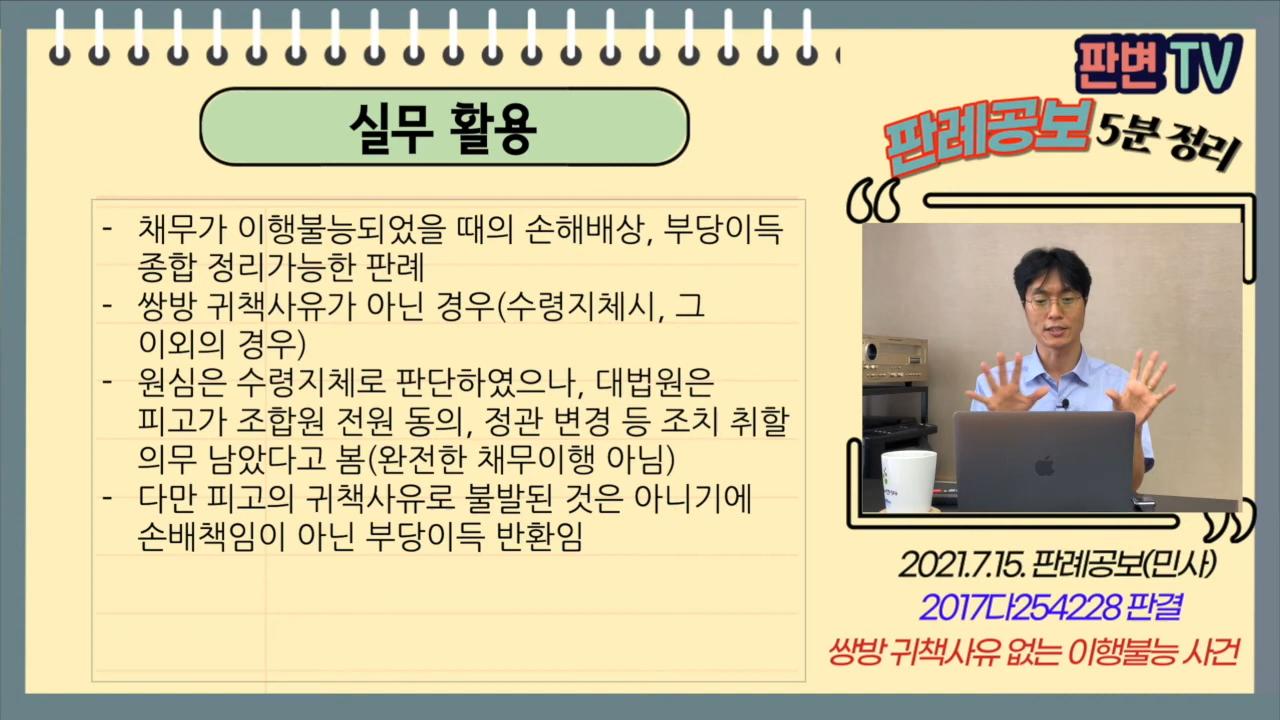 실무 활용
- 채무가 이행불능되었을 때의 손해배상, 부당이득
종합 정리가능한 판례
- 쌍방 귀책사유가 아닌 경우(수령지체시, 그
이외의 경우)
- 원심은 수령지체로 판단하였으나, 대법원은
피고가 조합원 전원 동의, 정관 변경 등 조치 취할
의무 남았다고 봄(완전한 채무이행 아님)
- 다만 피고의 귀책사유로 불발된 것은 아니기에
손배책임이 아닌 부당이득 반환임
판변 TV
판례공보 5분 정리
2021.7.15. 판례공보(민사)
2017다254228 판결
쌍방 귀책사유 없는 이행불능 사건